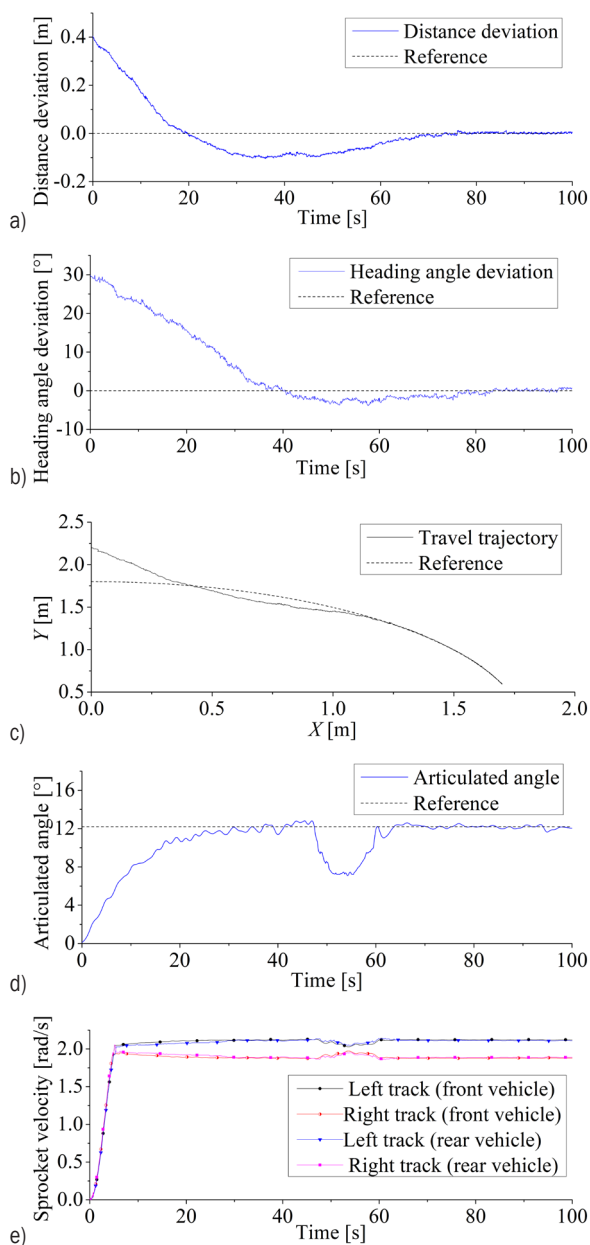 Distance deviation [m]
0.4
0.2
0.0
-0.2
Distance deviation
Reference
0 20 40 60 80 100
Time [s]
a)
Heading angle deviation [°]
30
20
10
0
-10
Heading angle deviation
Reference
0 20 40 60 80 100
Time [s]
b)
Y [m]
2.5
2.0
1.5
1.0
0.5
Travel trajectory
Reference
0.0 0.5 1.0 1.5 2.0
X [m]
c)
Articulated angle [°]
16
12
8
4
0
Articulated angle
Reference
0 20 40 60 80 100
Time [s]
d)
Sprocket velocity [rad/s]
2.0
1.5
1.0
0.5
0.0
Left track (front vehicle)
Right track (front vehicle)
Left track (rear vehicle)
Right track (rear vehicle)
0 20 40 60 80 100
Time [s]
e)